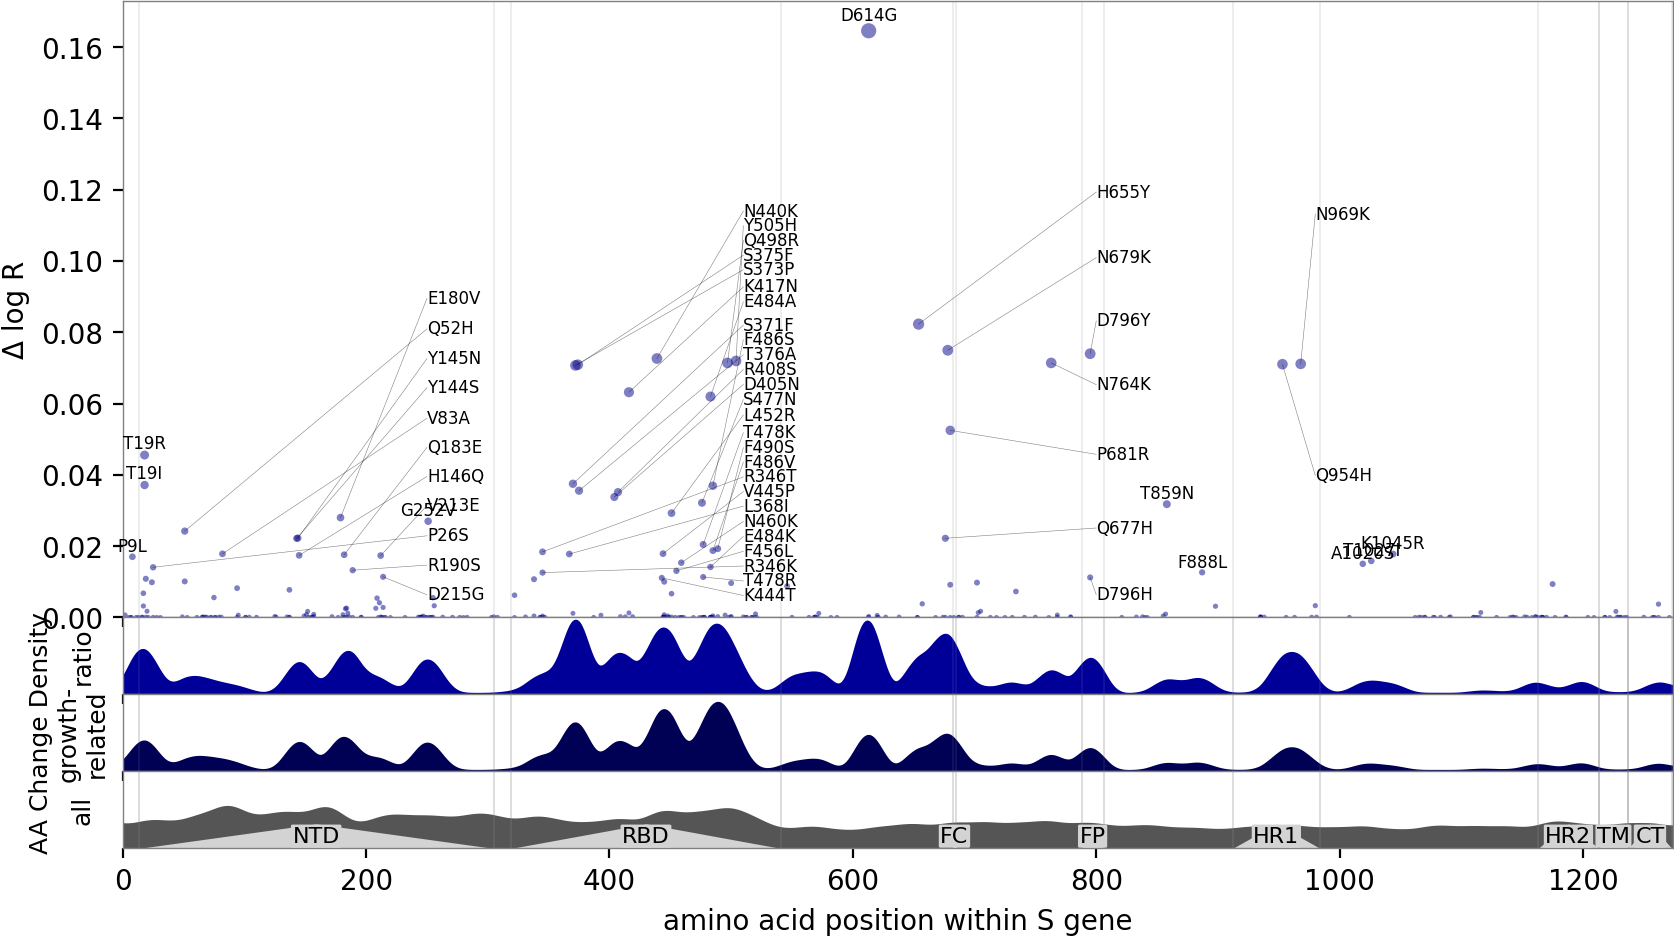 D614G
0.16
0.14
0.12
0.10
0.08
0.06
0.04
0.02
0.00
Δ log R
H655Y
N969K
N440K
Y505H
Q498R
S375F
S373P
K417N
E484A
S371F
F486S
T376A
R408S
D405N
S477N
L452R
T478K
F490S
F486V
R346T
V445P
L368I
N460K
E484K
F456L
R346K
T478R
K444T
N679K
D796Y
N764K
P681R
Q954H
Q677H
D796H
E180V
Q52H
Y145N
Y144S
V83A
Q183E
H146Q
V213E
G252V
P26S
R190S
D215G
T19R
T19I
P9L
T859N
F888L
K1045R
T1027I
A1020S
AA Change Density
ratio
growth-
related
all
NTD
RBD
FC
FP
HR1
HR2
TM
CT
0
200
400
600
800
1000
1200
amino acid position within S gene